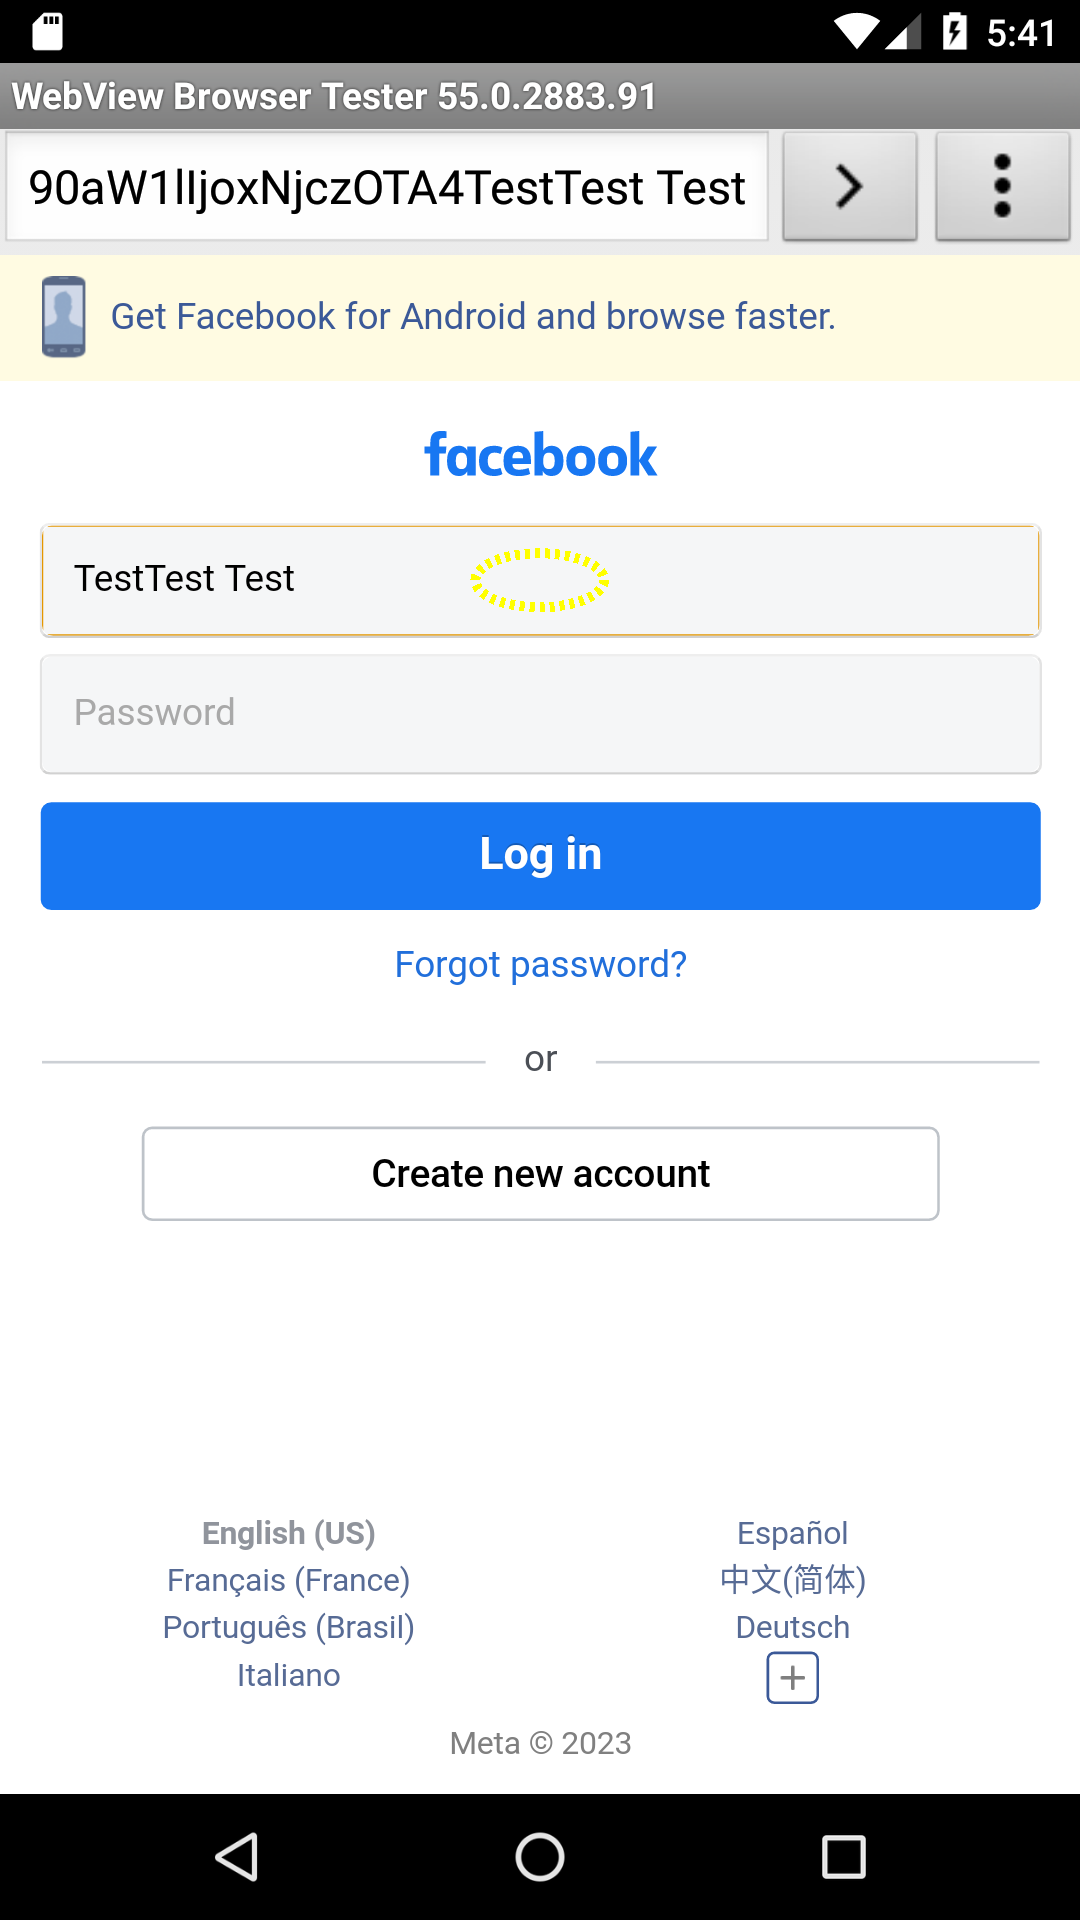 5:41
WebView Browser Tester 55.0.2883.91
90aW1lIjoxNjczOTA4TestTest Test
Get Facebook for Android and browse faster.
facebook
TestTest Test
Password
Log in
Forgot password?
or
Create new account
English (US)
Español
Français (France)
中文(简体)
Português (Brasil)
Deutsch
Italiano
Meta © 2023